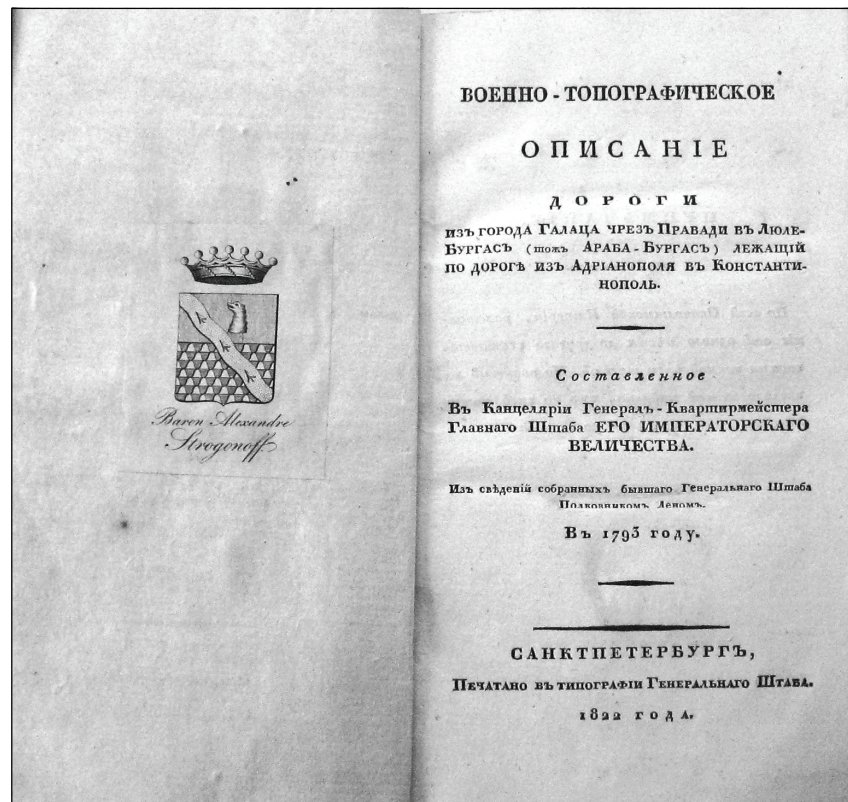 Baron Alexandre
Strogonoff.
ВОЕННО - ТОПОГРАФИЧЕСКОЕ
ОПИСАНІЕ
ДОРОГИ
ИЗЪ ГОРОДА ГАЛАЦА ЧРЕЗЪ ПРАВАДИ ВЪ ЛЮЛЕ-
БУРГАСЪ (тожъ АРАБА - БУРГАСЪ) ЛЕЖАЩІЙ
ПО ДОРОГѢ ИЗЪ АДРІАНОПОЛЯ ВЪ КОНСТАНТИ-
НОПОЛЬ.
Составленное
Въ Канцеляріи Генералъ - Квартирмейстера
Главнаго Штаба ЕГО ИМПЕРАТОРСКАГО
ВЕЛИЧЕСТВА.
Изъ свѣденій собранныхъ бывшаго Генеральнаго Штаба
Полковникомъ Леномъ.
Въ 1793 году.
САНКТПЕТЕРБУРГЪ,
Печатано въ типографіи Генеральнаго Штаба.
1822 года.